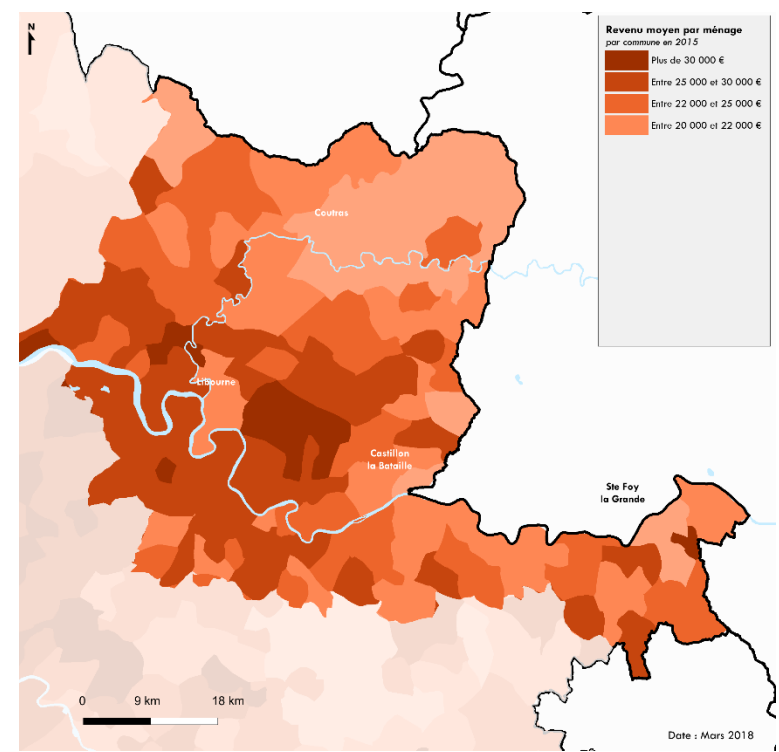 N
Revenu moyen par ménage
par commune en 2015
Plus de 30 000 €
Entre 25 000 et 30 000 €
Entre 22 000 et 25 000 €
Entre 20 000 et 22 000 €
Coutras
Libourne
Castillon
la Bataille
Ste Foy
la Grande
0 9 km 18 km
Date : Mars 2018